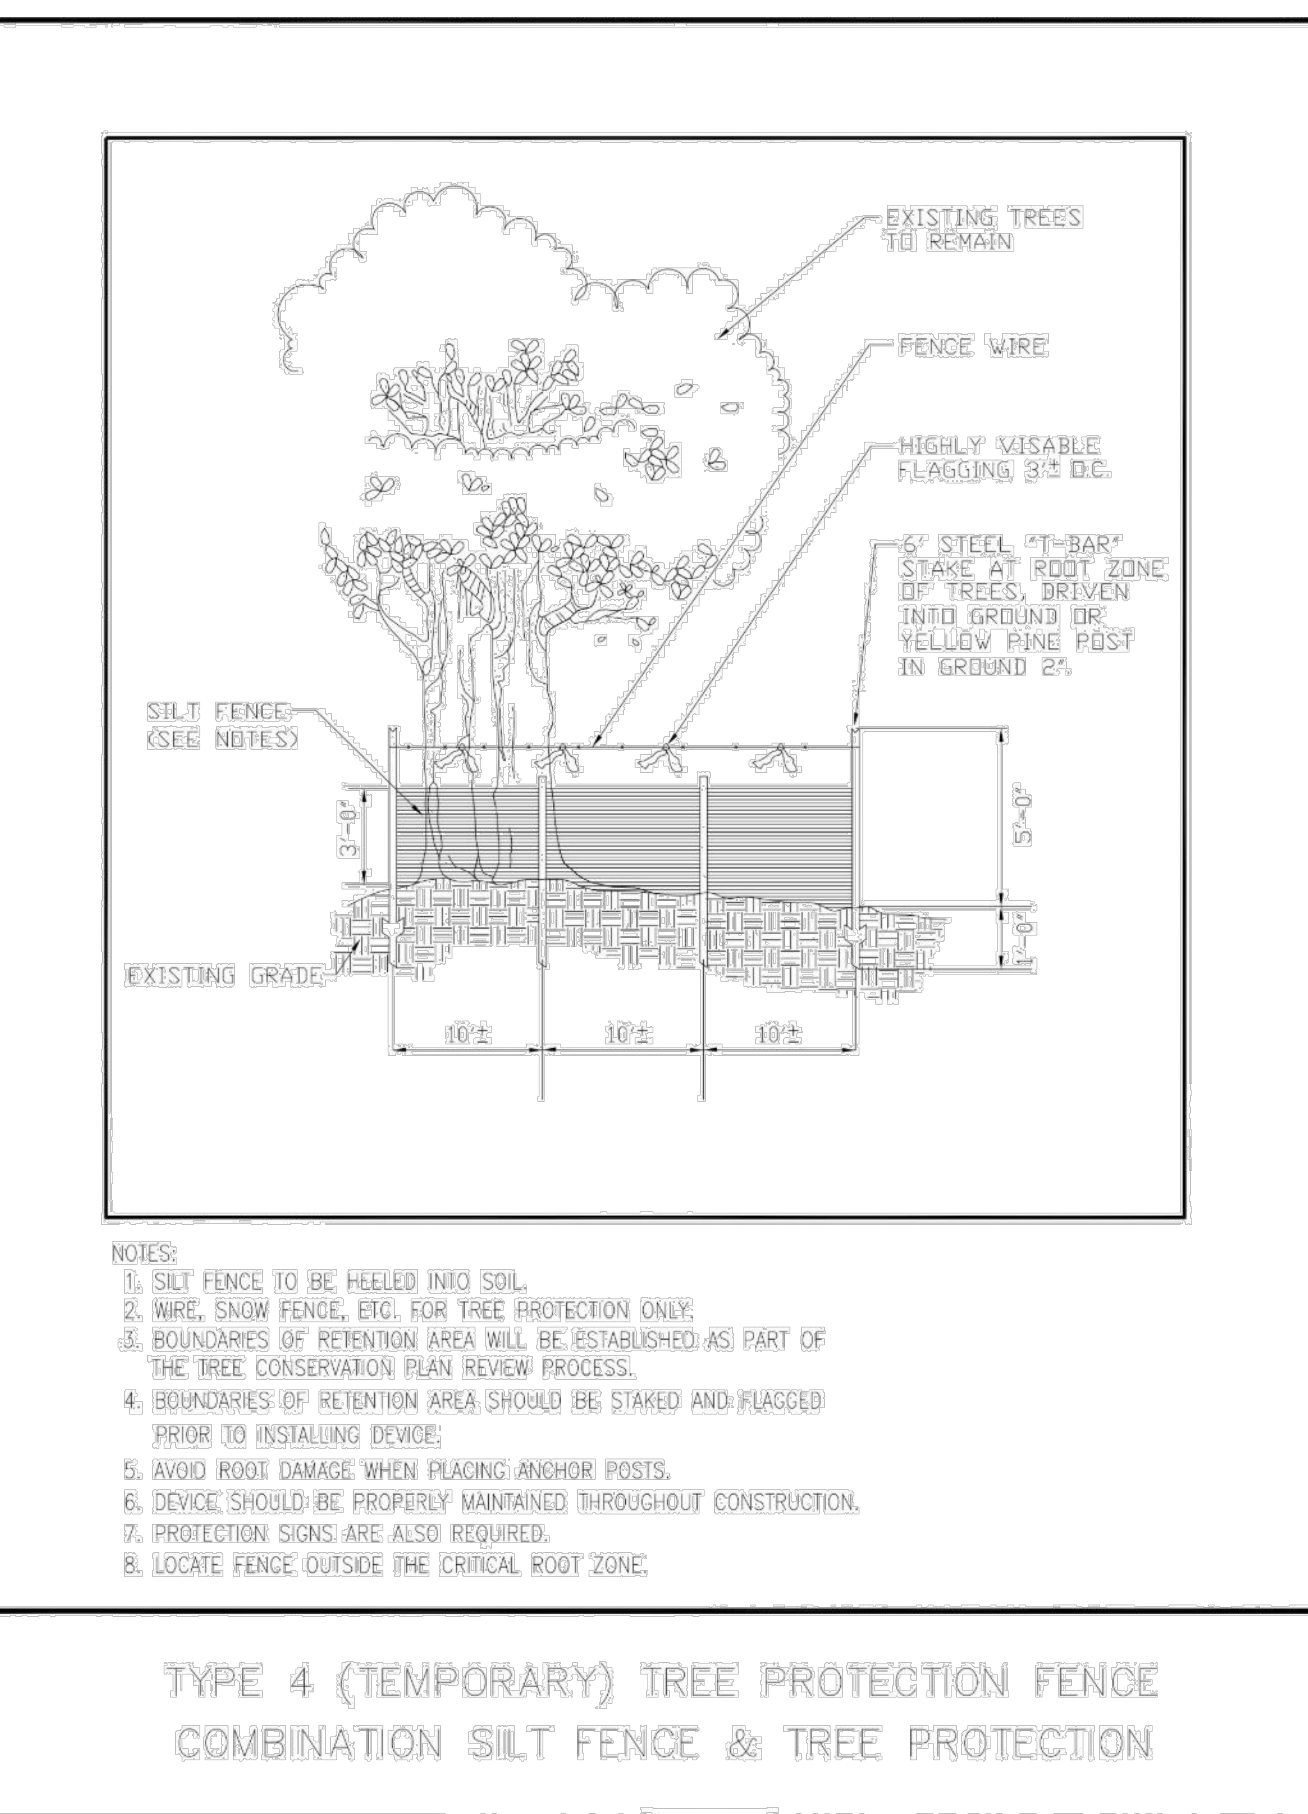 EXISTING TREES
TO REMAIN
FENCE WIRE
HIGHLY VISABLE
FLAGGING 3'± O.C.
6' STEEL "T-BAR"
STAKE AT ROOT ZONE
OF TREES, DRIVEN
INTO GROUND OR
YELLOW PINE POST
IN GROUND 2".
SILT FENCE
(SEE NOTES)
3'-0"
5'-0"
1'-0"
EXISTING GRADE
10'± 10'± 10'±
NOTES:
1. SILT FENCE TO BE HEELED INTO SOIL.
2. WIRE, SNOW FENCE, ETC. FOR TREE PROTECTION ONLY.
3. BOUNDARIES OF RETENTION AREA WILL BE ESTABLISHED AS PART OF
THE TREE CONSERVATION PLAN REVIEW PROCESS.
4. BOUNDARIES OF RETENTION AREA SHOULD BE STAKED AND FLAGGED
PRIOR TO INSTALLING DEVICE.
5. AVOID ROOT DAMAGE WHEN PLACING ANCHOR POSTS.
6. DEVICE SHOULD BE PROPERLY MAINTAINED THROUGHOUT CONSTRUCTION.
7. PROTECTION SIGNS ARE ALSO REQUIRED.
8. LOCATE FENCE OUTSIDE THE CRITICAL ROOT ZONE.
TYPE 4 (TEMPORARY) TREE PROTECTION FENCE
COMBINATION SILT FENCE & TREE PROTECTION